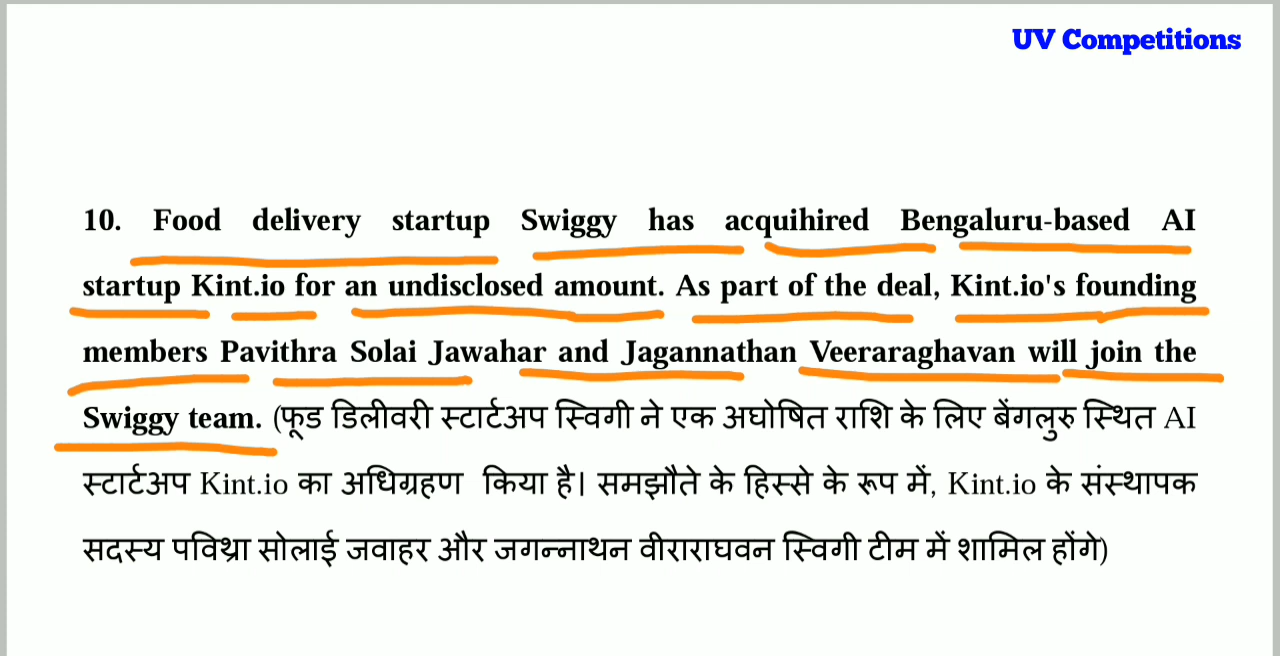 UV Competitions
10. Food delivery startup Swiggy has acquihired Bengaluru-based AI
startup Kint.io for an undisclosed amount. As part of the deal, Kint.io's founding
members Pavithra Solai Jawahar and Jagannathan Veeraraghavan will join the
Swiggy team. (फूड डिलीवरी स्टार्टअप स्विगी ने एक अघोषित राशि के लिए बेंगलुरु स्थित AI
स्टार्टअप Kint.io का अधिग्रहण किया है। समझौते के हिस्से के रूप में, Kint.io के संस्थापक
सदस्य पविथ्रा सोलाई जवाहर और जगन्नाथन वीराराघवन स्विगी टीम में शामिल होंगे)